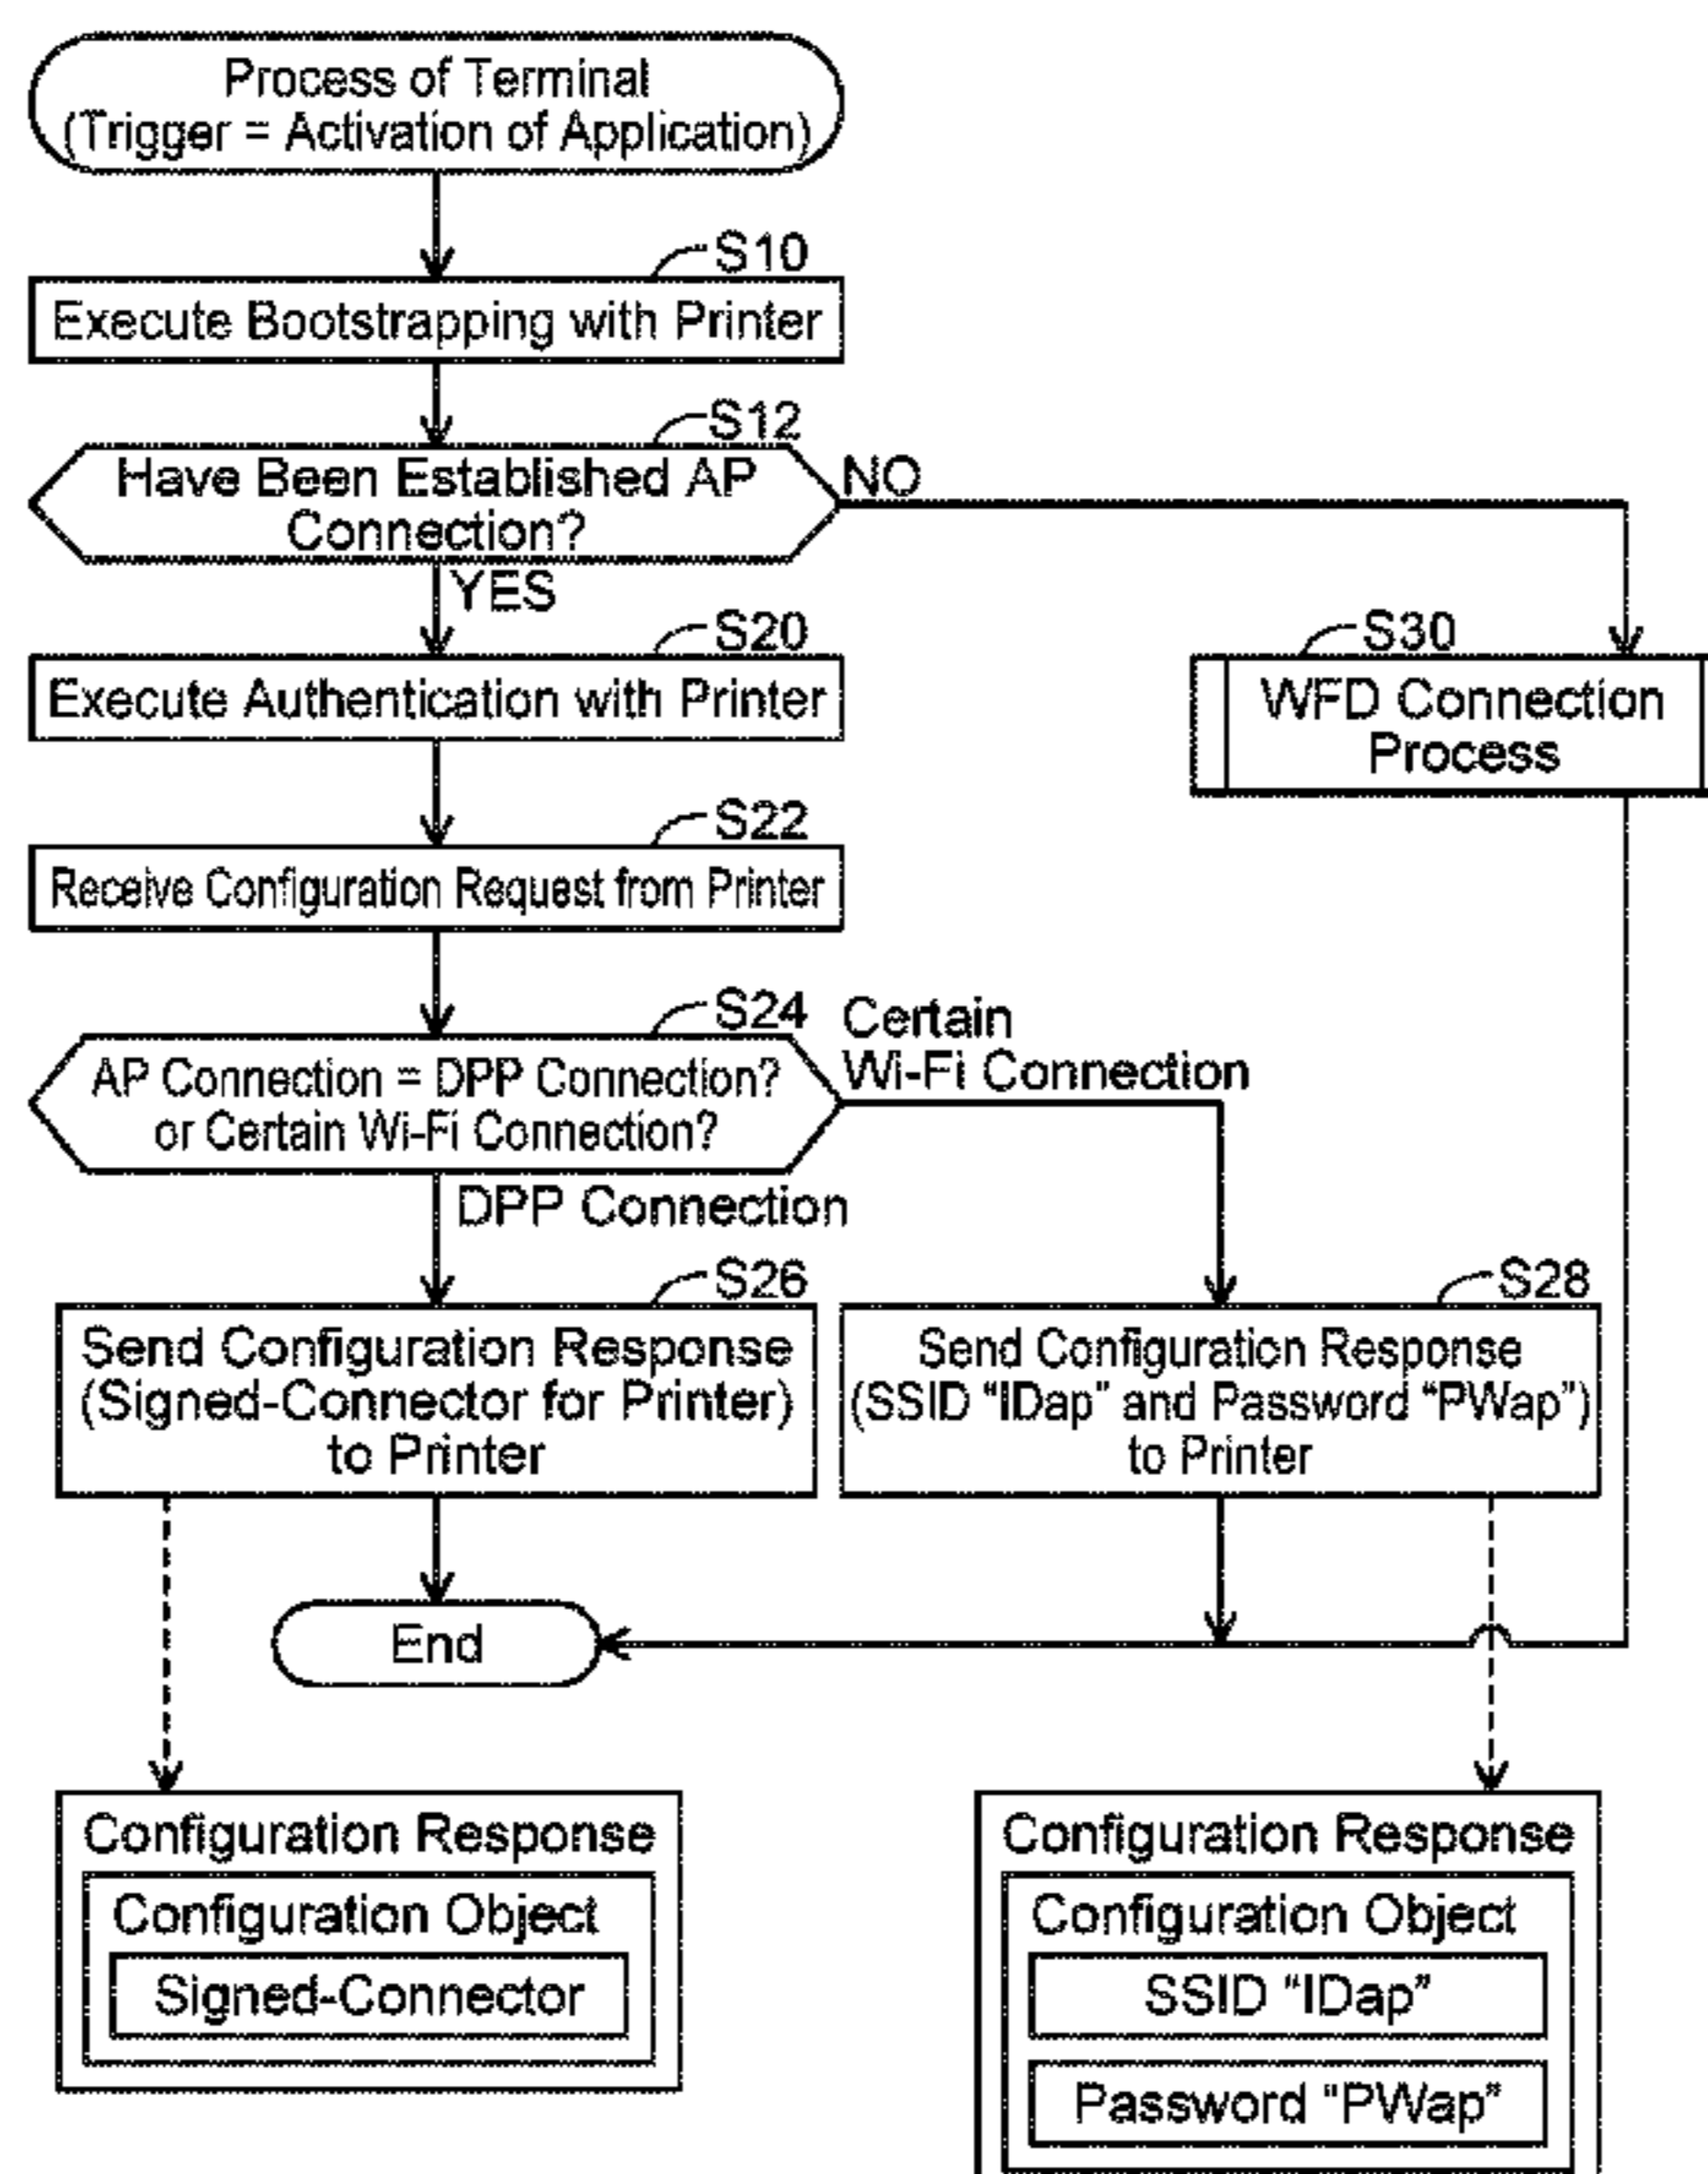 Process of Terminal
(Trigger = Activation of Application)
S10
Execute Bootstrapping with Printer
S12
Have Been Established AP
Connection?
NO
YES
S20
Execute Authentication with Printer
S30
WFD Connection
Process
S22
Receive Configuration Request from Printer
S24
AP Connection = DPP Connection?
or Certain Wi-Fi Connection?
Certain
Wi-Fi Connection
DPP Connection
S26
Send Configuration Response
(Signed-Connector for Printer)
to Printer
S28
Send Configuration Response
(SSID “IDap” and Password “PWap”)
to Printer
End
Configuration Response
Configuration Object
Signed-Connector
Configuration Response
Configuration Object
SSID “IDap”
Password “PWap”